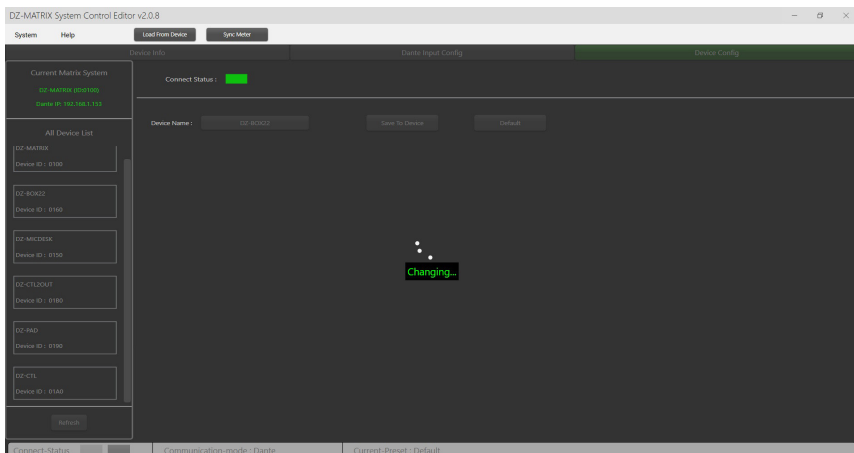 DZ-MATRIX System Control Editor v2.0.8
System Help Load From Device Sync Meter
Device Info Dante Input Config Device Config
Current Matrix System
DZ-MATRIX (ID:0100)
Dante IP: 192.168.1.153
Connect Status :
Device Name : DZ-BOX22 Save To Device Default
All Device List
DZ-MATRIX
Device ID : 0100
DZ-BOX22
Device ID : 0160
DZ-MICDESK
Device ID : 0150
DZ-CTL2OUT
Device ID : 01B0
DZ-PAD
Device ID : 0190
DZ-CTL
Device ID : 01A0
Refresh
Changing...
Connect-Status Communication-mode : Dante Current-Preset : Default